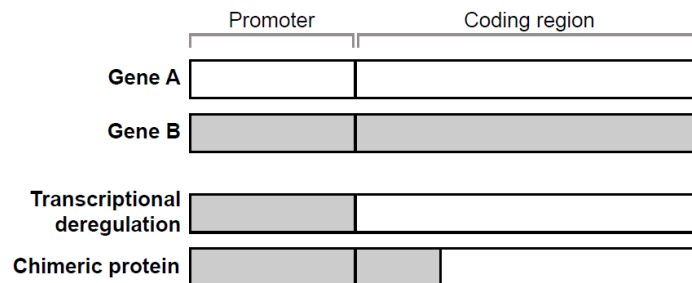 Promoter Coding region
Gene A
Gene B
Transcriptional
deregulation
Chimeric protein